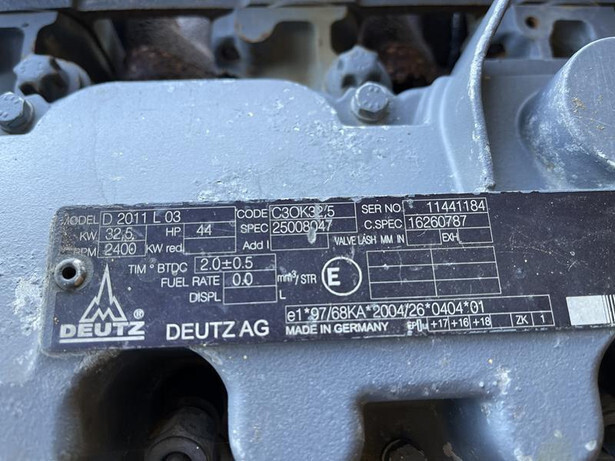 MODEL D 2011 L 03 CODE C3OK32,5 SER NO. 11441184
KW 32,5 HP 44 SPEC 25008047 C.SPEC 16260787
RPM 2400 KW red. Add I VALVE LASH MM IN EXH
TIM °BTDC 2.0±0.5
FUEL RATE 0.0 mm³/STR E
DISPL L
DEUTZ ® DEUTZ AG e1*97/68KA*2004/26*0404*01
MADE IN GERMANY +17 +16 +18 ZK 1